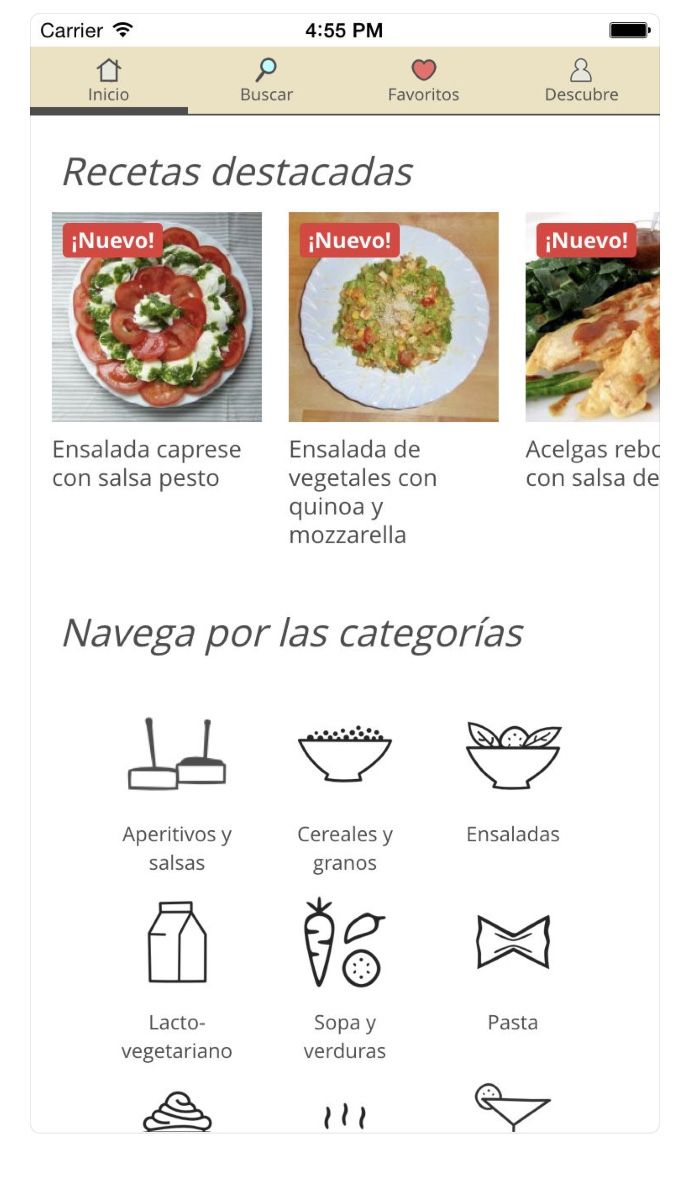 Carrier 4:55 PM
Inicio Buscar Favoritos Descubre
Recetas destacadas
¡Nuevo! ¡Nuevo! ¡Nuevo!
Ensalada caprese
con salsa pesto
Ensalada de
vegetales con
quinoa y
mozzarella
Acelgas rebo
con salsa de
Navega por las categorías
Aperitivos y
salsas
Cereales y
granos
Ensaladas
Lacto-
vegetariano
Sopa y
verduras
Pasta